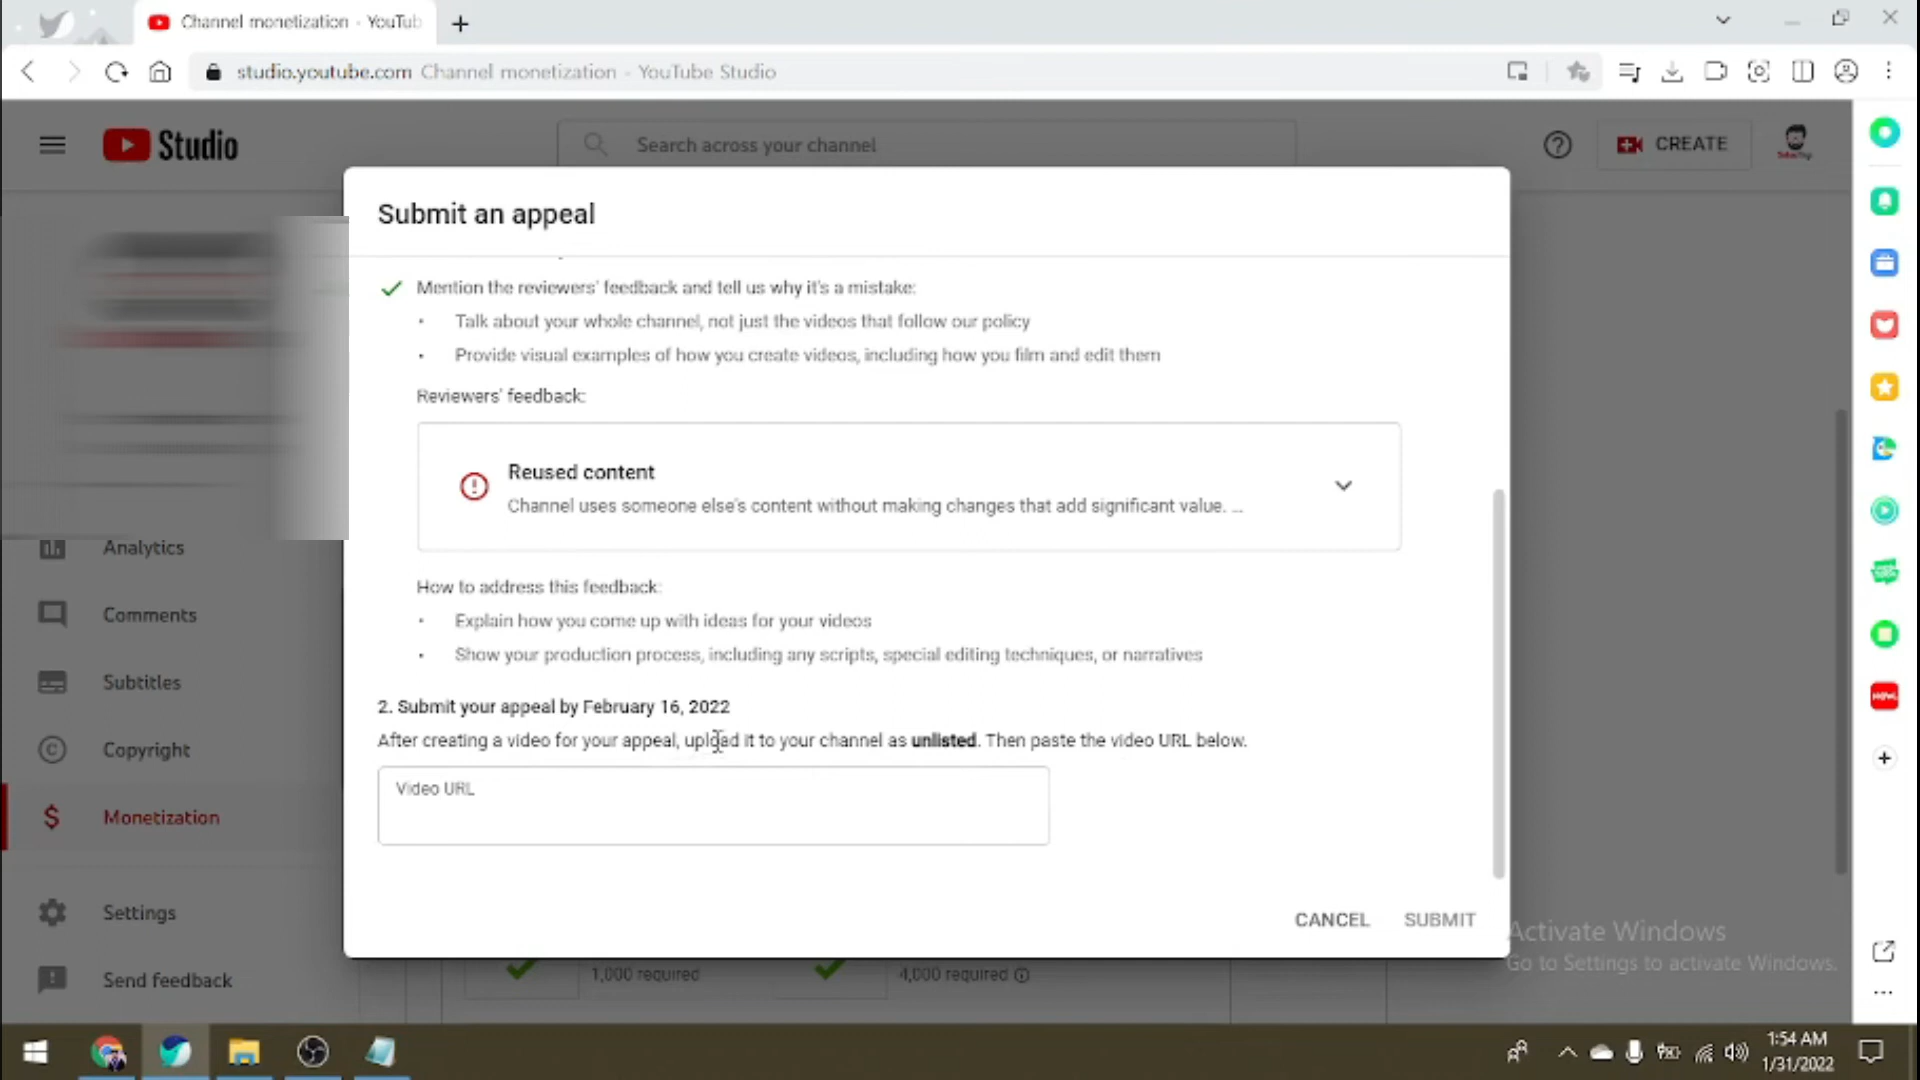 Channel monetization - YouTub
studio.youtube.com Channel monetization - YouTube Studio
Studio
Search across your channel
CREATE
Submit an appeal
Mention the reviewers' feedback and tell us why it's a mistake:
Talk about your whole channel, not just the videos that follow our policy
Provide visual examples of how you create videos, including how you film and edit them
Reviewers' feedback:
Reused content
Channel uses someone else's content without making changes that add significant value. ...
How to address this feedback:
Explain how you come up with ideas for your videos
Show your production process, including any scripts, special editing techniques, or narratives
2. Submit your appeal by February 16, 2022
After creating a video for your appeal, upload it to your channel as unlisted. Then paste the video URL below.
Video URL
CANCEL
SUBMIT
Analytics
Comments
Subtitles
Copyright
Monetization
Settings
Send feedback
1,000 required
4,000 required
Activate Windows
Go to Settings to activate Windows.
1:54 AM
1/31/2022